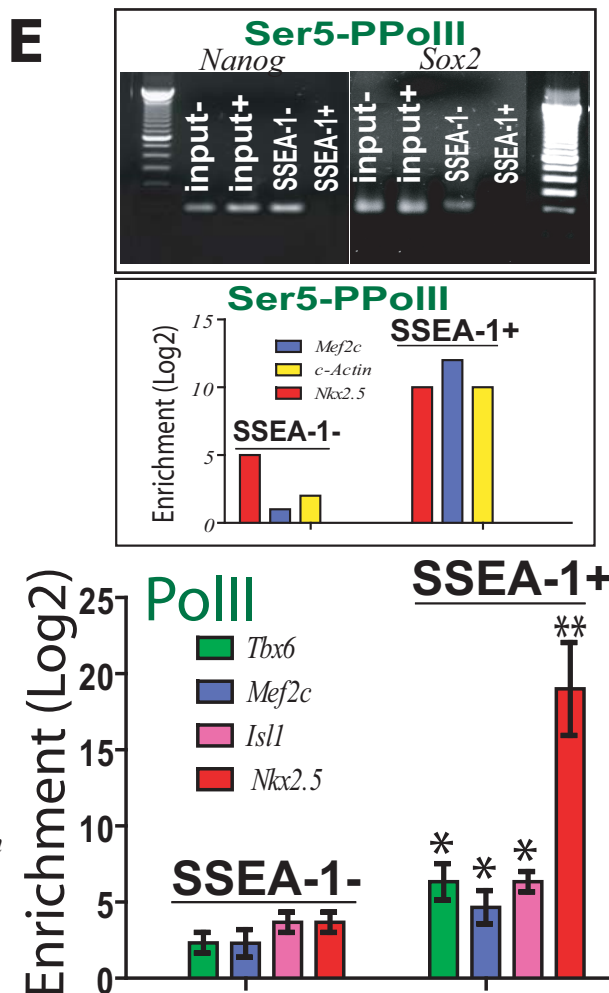 E
Ser5-PPolII
Nanog Sox2
input- input+ SSEA-1- SSEA-1+ input- input+ SSEA-1- SSEA-1+
Ser5-PPolII
Enrichment (Log2)
15
10
5
0
Mef2c
c-Actin
Nkx2.5
SSEA-1-
SSEA-1+
PolII
Enrichment (Log2)
25
20
15
10
5
0
Tbx6
Mef2c
Isl1
Nkx2.5
SSEA-1-
SSEA-1+
* * * **